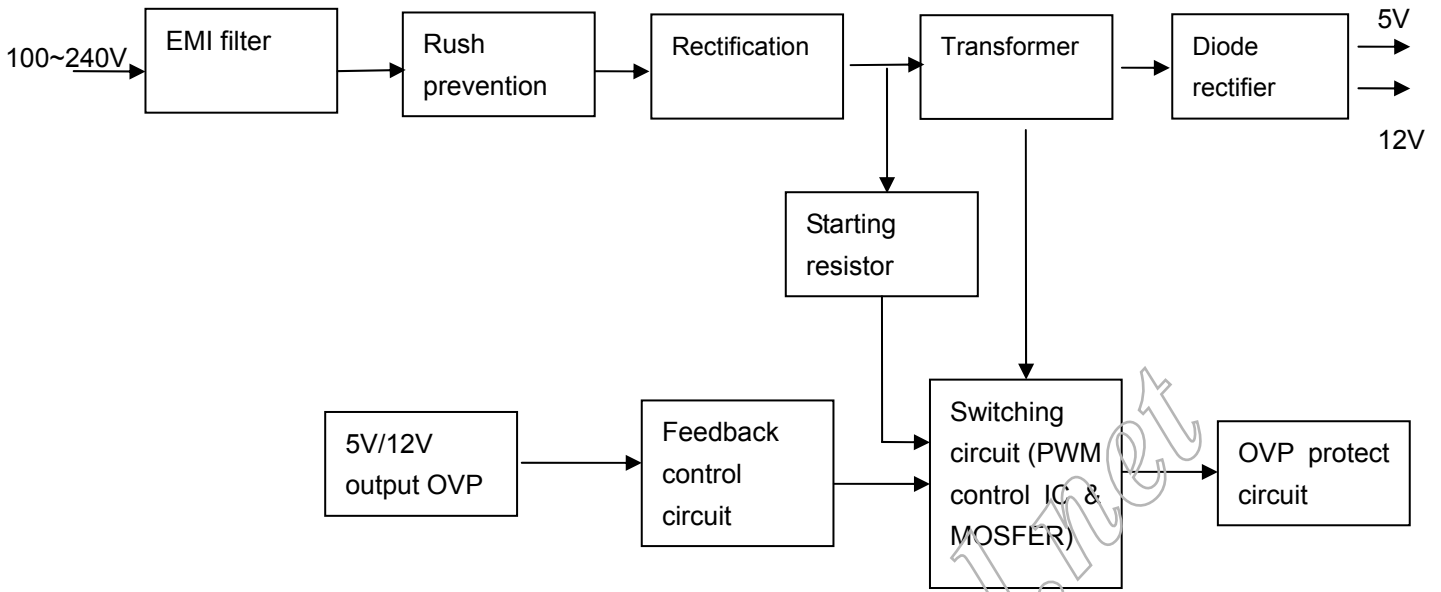 100~240V
EMI filter
Rush
prevention
Rectification
Transformer
Diode
rectifier
5V
12V
Starting
resistor
5V/12V
output OVP
Feedback
control
circuit
Switching
circuit (PWM
control IC &
MOSFER)
OVP protect
circuit
l.net